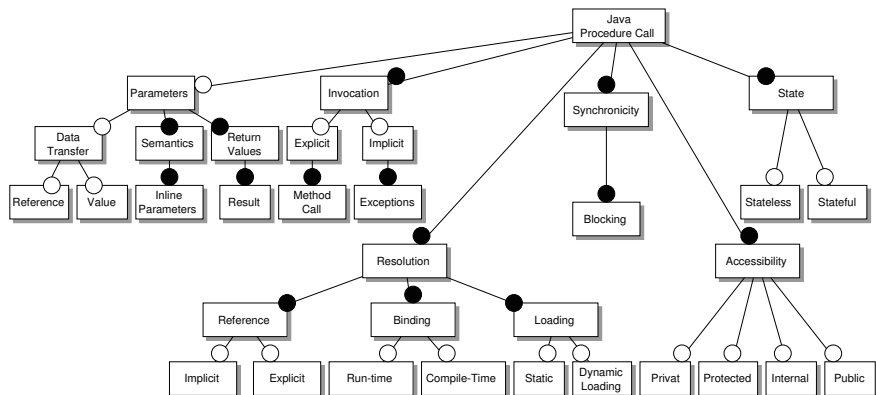 Java
Procedure Call
Parameters
Invocation
Synchronicity
State
Data
Transfer
Semantics
Return
Values
Explicit
Implicit
Reference
Value
Inline
Parameters
Result
Method
Call
Exceptions
Blocking
Stateless
Stateful
Resolution
Accessibility
Reference
Binding
Loading
Implicit
Explicit
Run-time
Compile-Time
Static
Dynamic
Loading
Privat
Protected
Internal
Public